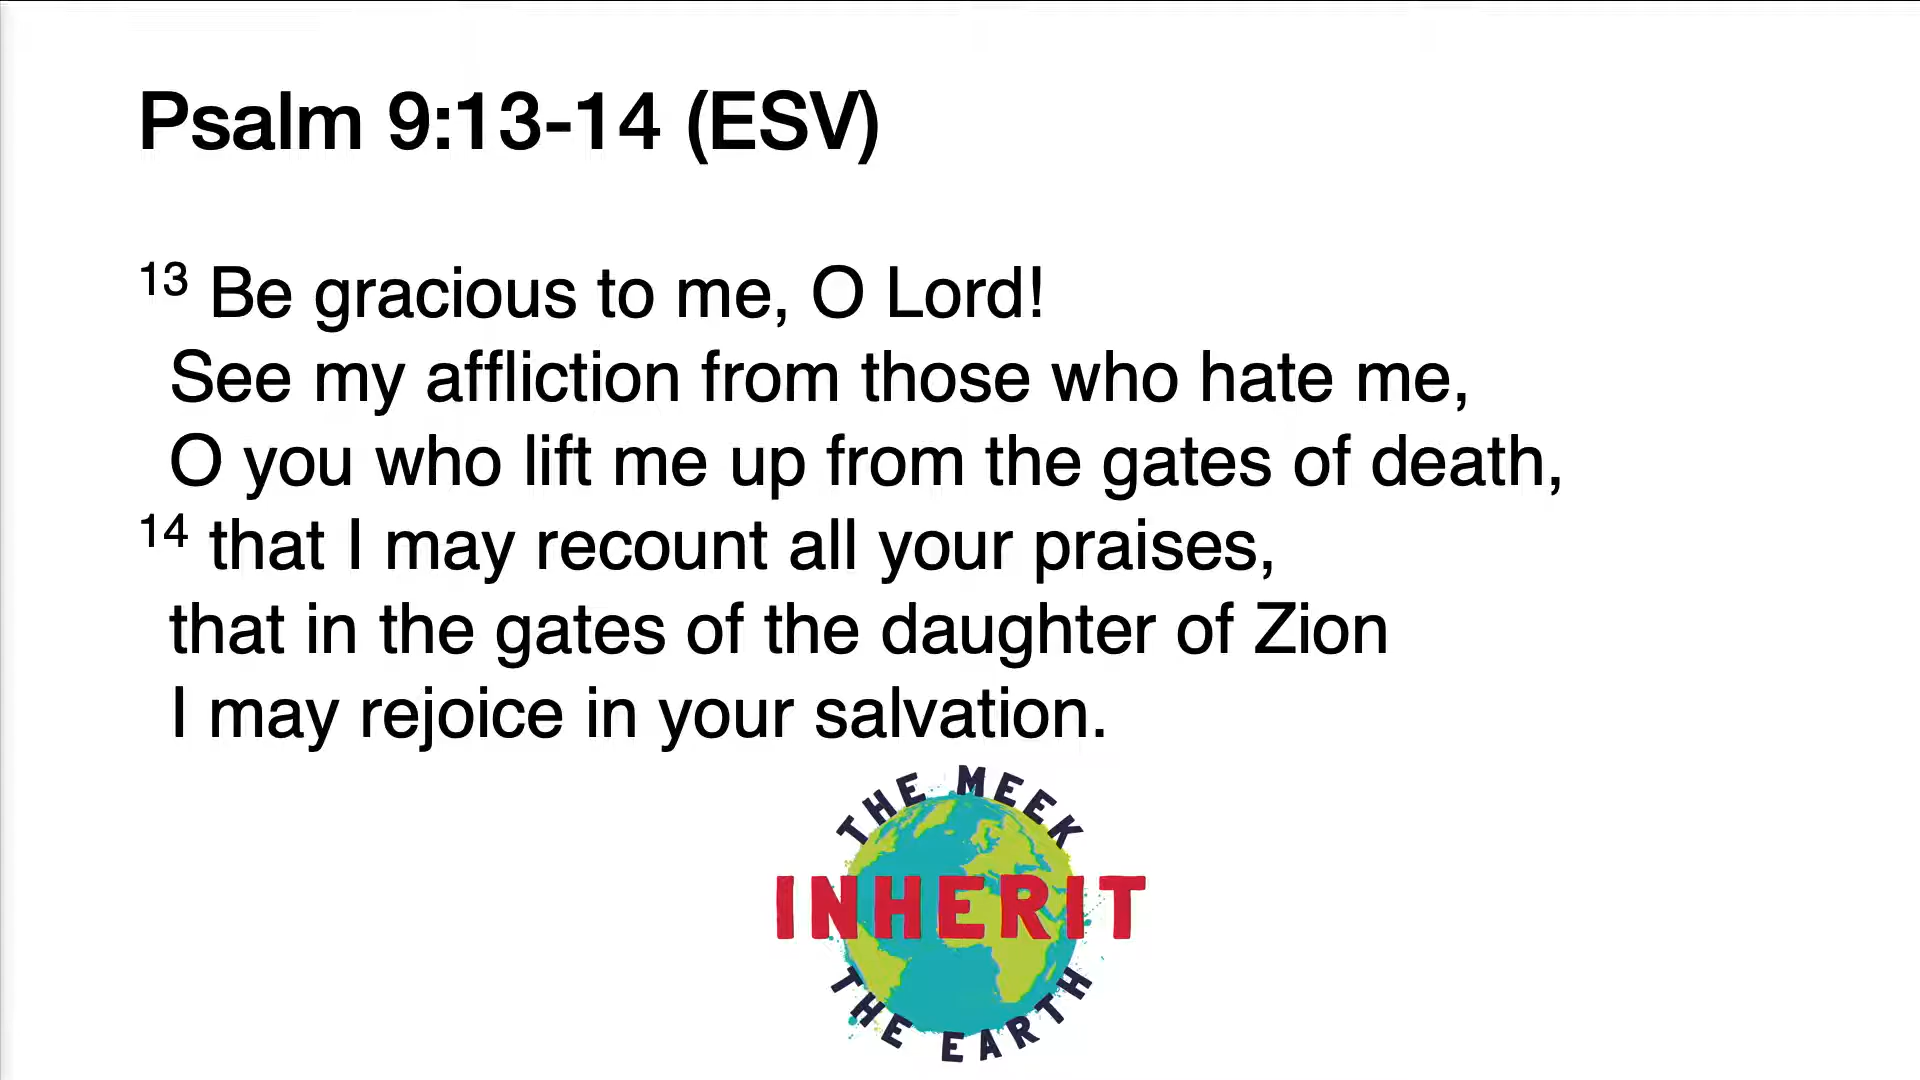 Psalm 9:13-14 (ESV)
13 Be gracious to me, O Lord!
See my affliction from those who hate me,
O you who lift me up from the gates of death,
14 that I may recount all your praises,
that in the gates of the daughter of Zion
I may rejoice in your salvation.
THE MEEK
INHERIT
THE EARTH